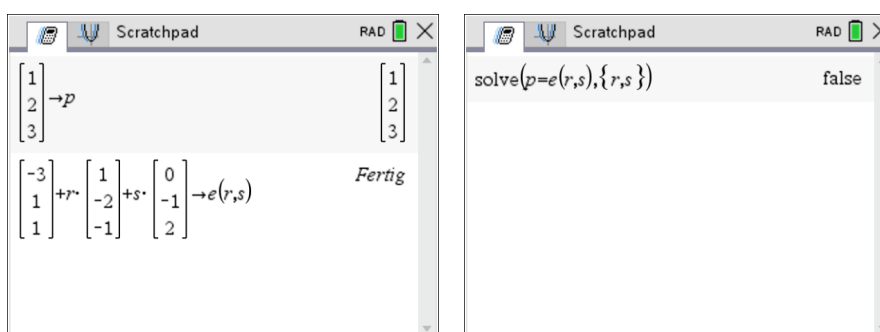 Scratchpad RAD
[1 2 3]→p [1 2 3]
[-3 1 1]+r·[1 -2 -1]+s·[0 -1 2]→e(r,s) Fertig
Scratchpad RAD
solve(p=e(r,s),{r,s}) false